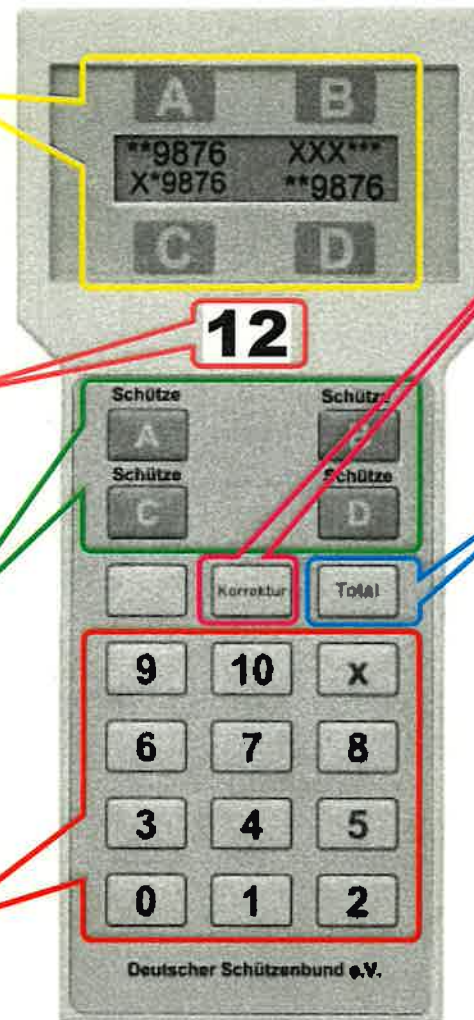 A B
**9876 XXX***
X*9876 **9876
C D
12
Schütze Schütze
A B
Schütze Schütze
C D
Korrektur Total
9 10 x
6 7 8
3 4 5
0 1 2
Deutscher Schützenbund e.V.